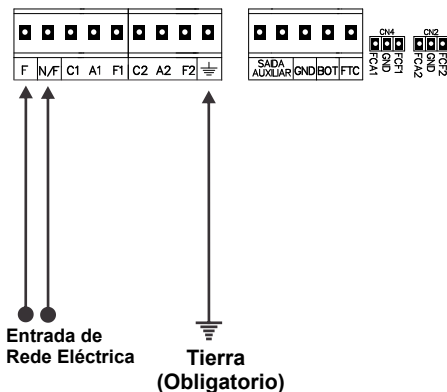 F N/F C1 A1 F1 C2 A2 F2
SAIDA
AUXILIAR GND BOT FTC
CN4
FCA1
GND
FCF1
CN2
FCA2
GND
FCF2
Entrada de
Rede Eléctrica
Tierra
(Obligatorio)